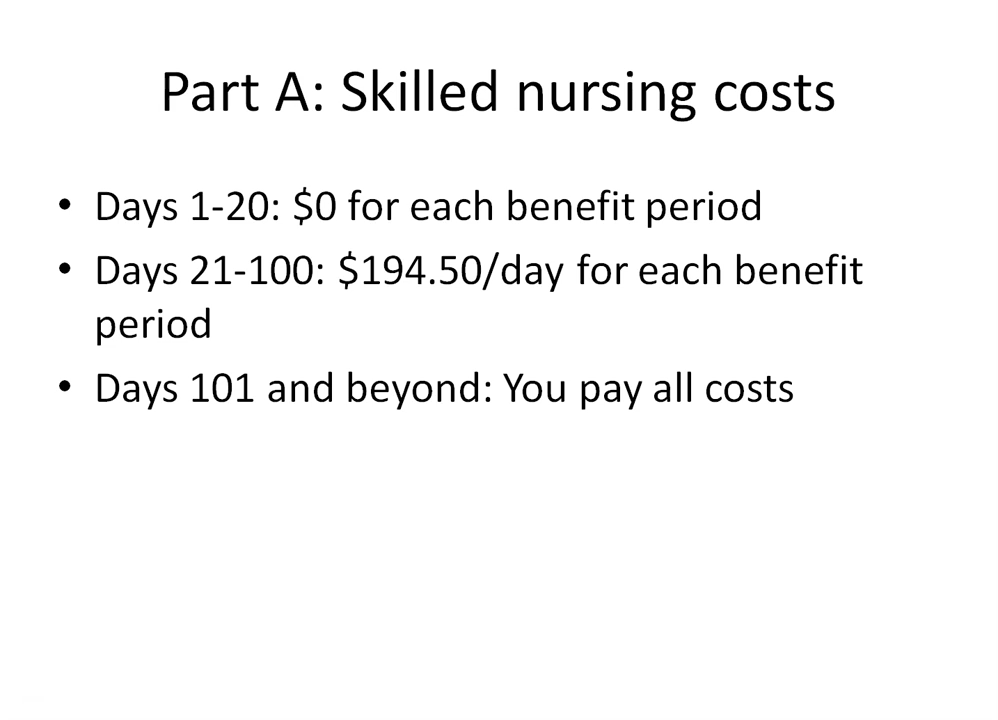 Part A: Skilled nursing costs
• Days 1-20: $0 for each benefit period
• Days 21-100: $194.50/day for each benefit
period
• Days 101 and beyond: You pay all costs